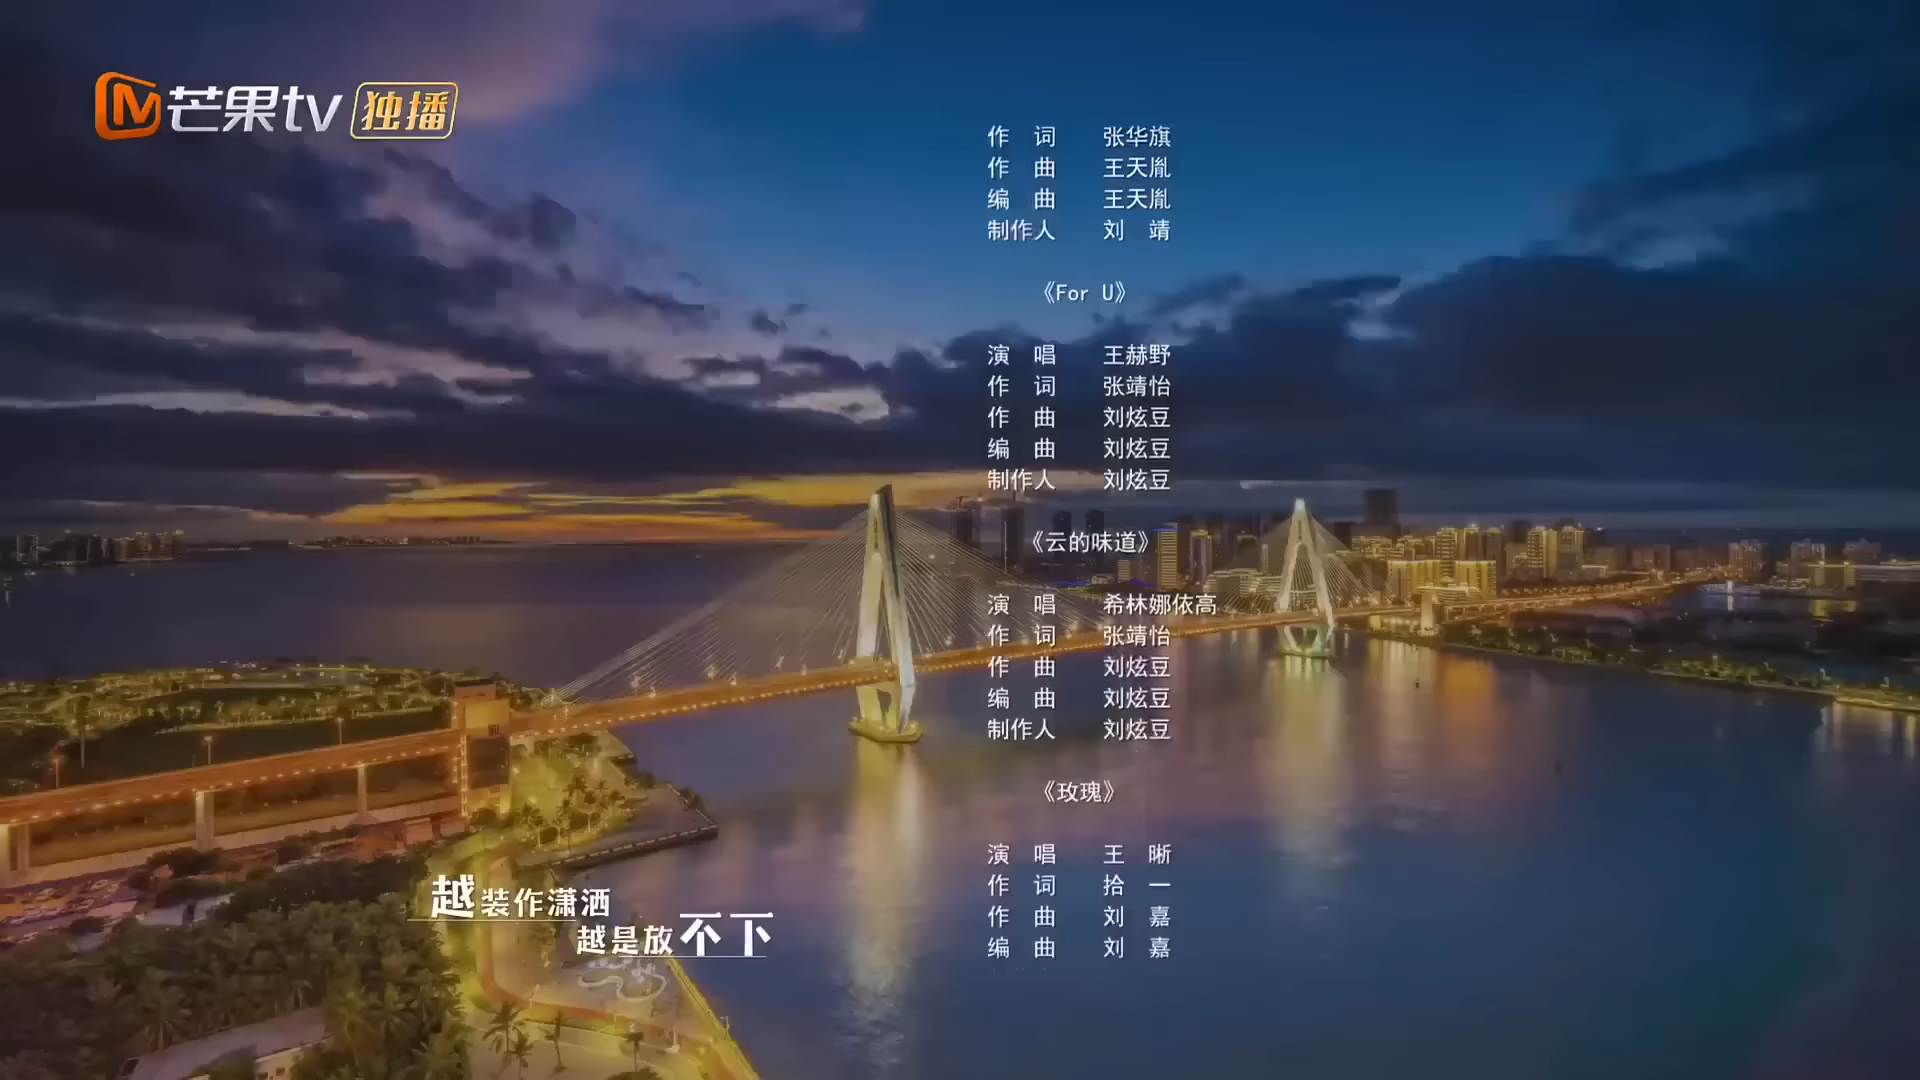 芒果tv 独播
作 词 张华旗
作 曲 王天胤
编 曲 王天胤
制作人 刘 靖
《For U》
演 唱 王赫野
作 词 张靖怡
作 曲 刘炫豆
编 曲 刘炫豆
制作人 刘炫豆
《云的味道》
演 唱 希林娜依高
作 词 张靖怡
作 曲 刘炫豆
编 曲 刘炫豆
制作人 刘炫豆
《玫瑰》
演 唱 王 晰
作 词 拾 一
作 曲 刘 嘉
编 曲 刘 嘉
越装作潇洒
越是放不下